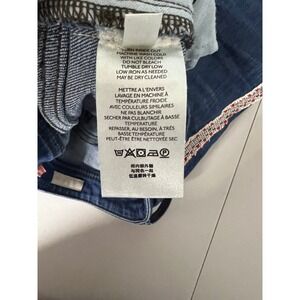 TURN INSIDE OUT
MACHINE WASH COLD
WITH LIKE COLORS
DO NOT BLEACH
TUMBLE DRY LOW
LOW IRON AS NEEDED
MAY BE DRY CLEANED
METTRE A L'ENVERS
LAVAGE EN MACHINE À
TEMPÉRATURE FROIDE
AVEC COULEURS SIMILAIRES
NE PAS BLANCHIR
SÉCHER PAR CULBUTAGE À BASSE
TEMPÉRATURE
REPASSER, AU BESOIN, À TRÈS
BASSE TEMPÉRATURE
PEUT-ÊTRE ÊTRE NETTOYÉE SEC